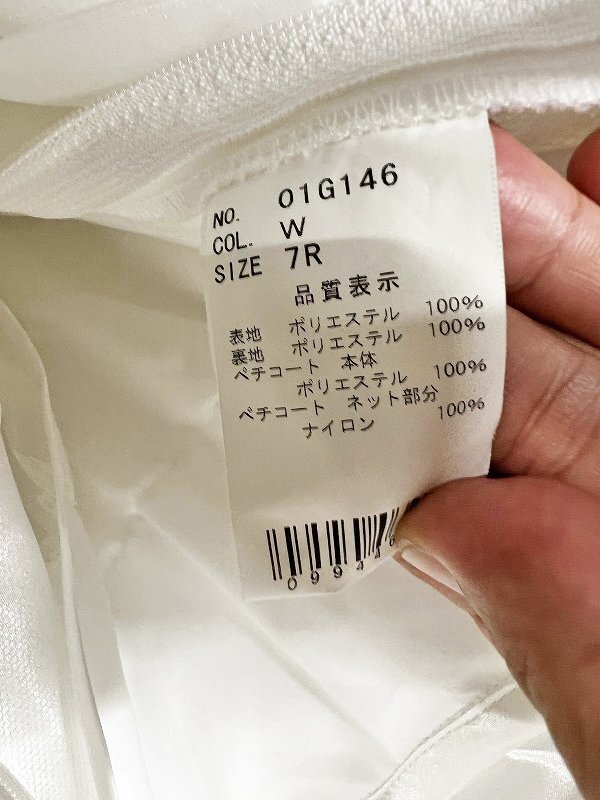 NO. 01G146
COL. W
SIZE 7R
品質表示
表地 ポリエステル 100%
裏地 ポリエステル 100%
ペチコート 本体
ポリエステル 100%
ペチコート ネット部分
ナイロン 100%